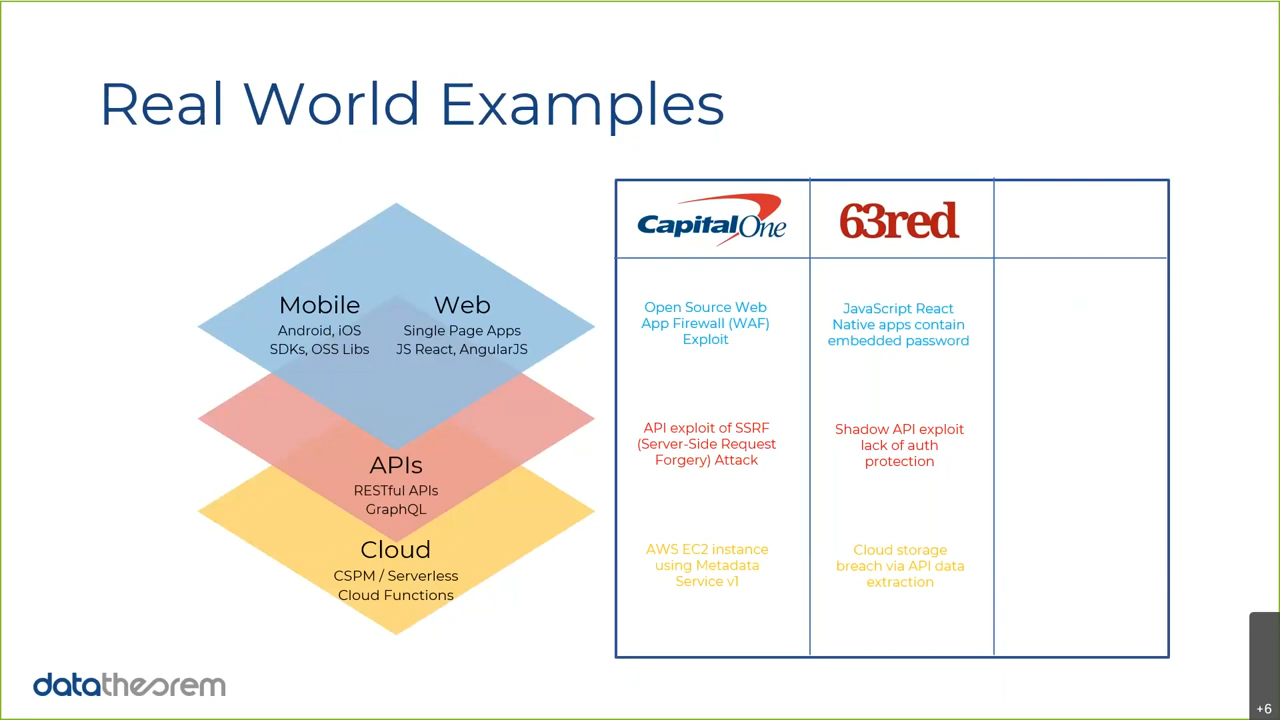 Real World Examples
Mobile
Android, iOS
SDKs, OSS Libs
Web
Single Page Apps
JS React, AngularJS
APIs
RESTful APIs
GraphQL
Cloud
CSPM / Serverless
Cloud Functions
CapitalOne
63red
Open Source Web
App Firewall (WAF)
Exploit
JavaScript React
Native apps contain
embedded password
API exploit of SSRF
(Server-Side Request
Forgery) Attack
Shadow API exploit
lack of auth
protection
AWS EC2 instance
using Metadata
Service v1
Cloud storage
breach via API data
extraction
datatheorem
+6